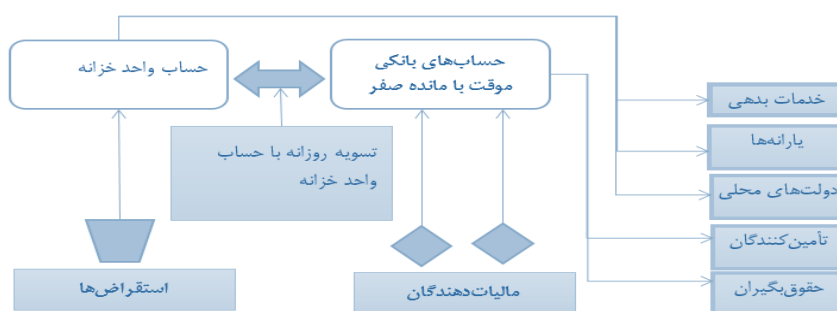 حساب واحد خزانه
حساب‌های بانکی
موقت با مانده صفر
خدمات بدهی
یارانه‌ها
تسویه روزانه با حساب
واحد خزانه
دولت‌های محلی
تأمین‌کنندگان
حقوق‌بگیران
استقراض‌ها
مالیات‌دهندگان